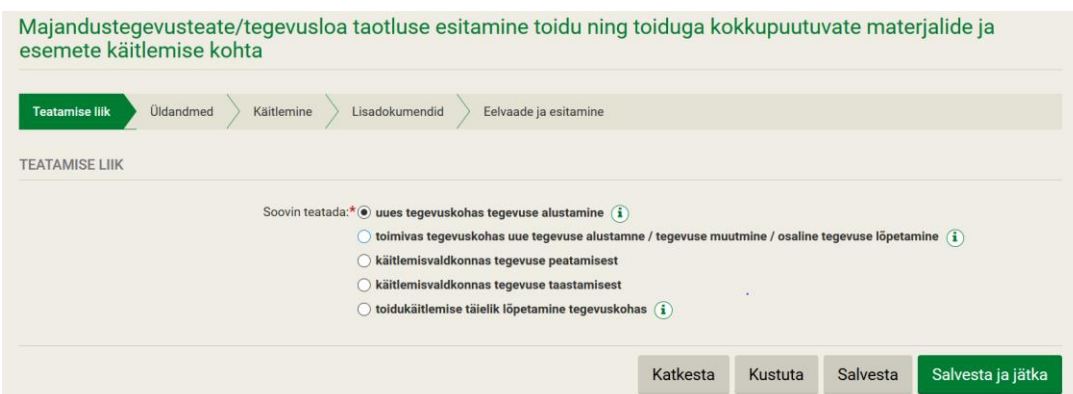 Majandustegevusteate/tegevusloa taotluse esitamine toidu ning toiduga kokkupuutuvate materjalide ja
esemete käitlemise kohta
Teatamise liik Üldandmed Käitlemine Lisadokumendid Eelvaade ja esitamine
TEATAMISE LIIK
Soovin teatada:* uues tegevuskohas tegevuse alustamine i
toimivas tegevuskohas uue tegevuse alustamne / tegevuse muutmine / osaline tegevuse lõpetamine i
käitlemisvaldkonnas tegevuse peatamisest
käitlemisvaldkonnas tegevuse taastamisest
toidukäitlemise täielik lõpetamine tegevuskohas i
Katkesta Kustuta Salvesta Salvesta ja jätka